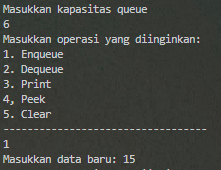 Masukkan kapasitas queue
6
Masukkan operasi yang diinginkan:
1. Enqueue
2. Dequeue
3. Print
4, Peek
5. Clear
----------------------------------
1
Masukkan data baru: 15